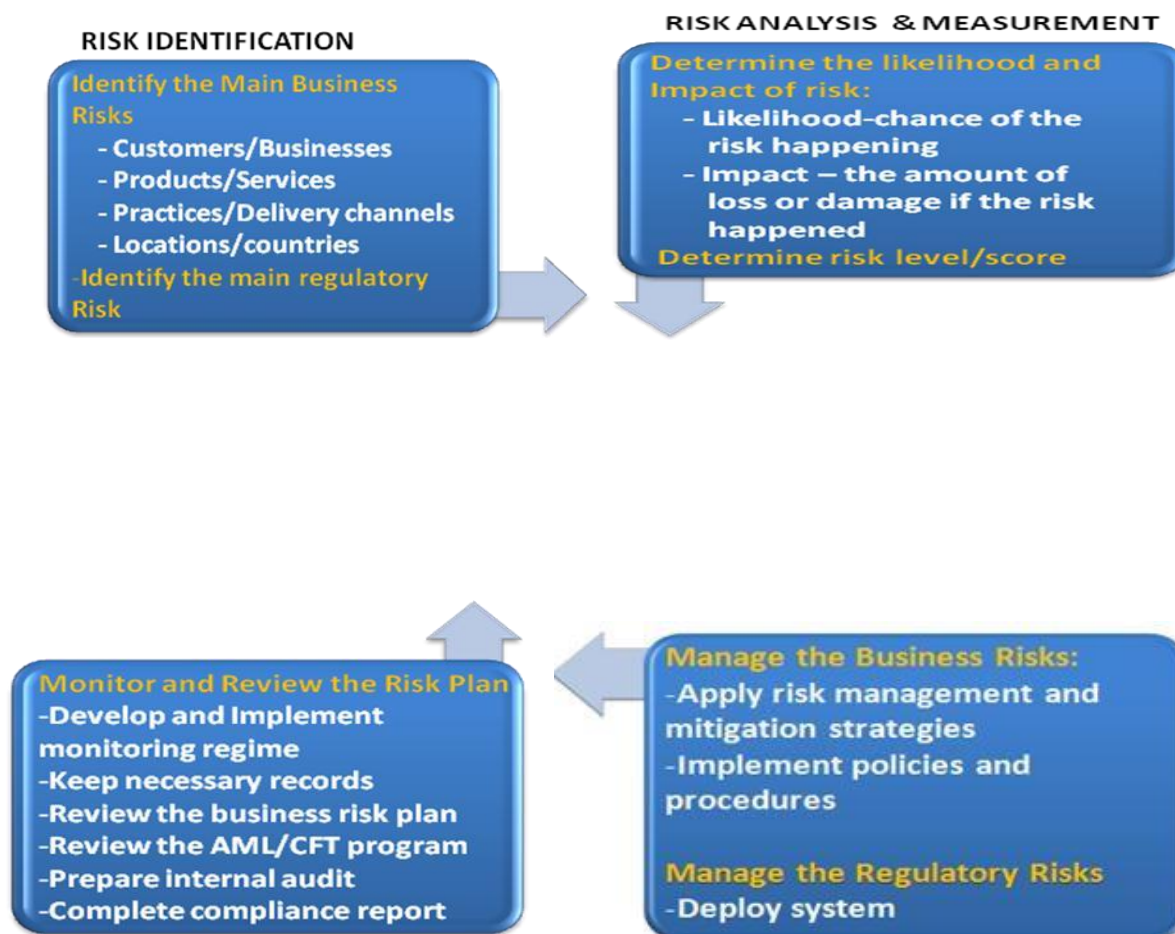 RISK IDENTIFICATION
Identify the Main Business
Risks
- Customers/Businesses
- Products/Services
- Practices/Delivery channels
- Locations/countries
-Identify the main regulatory
Risk
RISK ANALYSIS & MEASUREMENT
Determine the likelihood and
Impact of risk:
- Likelihood-chance of the
risk happening
- Impact – the amount of
loss or damage if the risk
happened
Determine risk level/score
Manage the Business Risks:
-Apply risk management and
mitigation strategies
-Implement policies and
procedures
Manage the Regulatory Risks
-Deploy system
Monitor and Review the Risk Plan
-Develop and Implement
monitoring regime
-Keep necessary records
-Review the business risk plan
-Review the AML/CFT program
-Prepare internal audit
-Complete compliance report